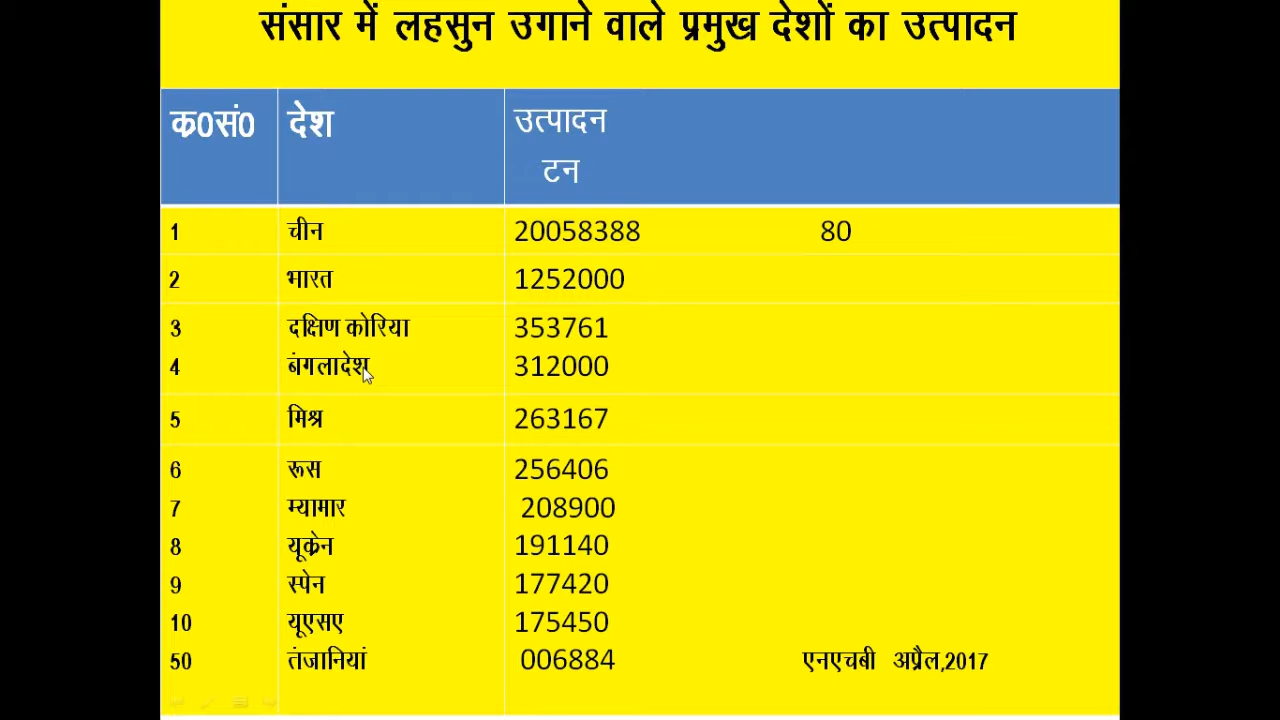 संसार में लहसुन उगाने वाले प्रमुख देशों का उत्पादन
क0सं0 देश उत्पादन
टन
1 चीन 20058388 80
2 भारत 1252000
3 दक्षिण कोरिया 353761
4 बंगलादेश 312000
5 मिश्र 263167
6 रूस 256406
7 म्यामार 208900
8 यूक्रेन 191140
9 स्पेन 177420
10 यूएसए 175450
50 तंजानियां 006884 एनएचबी अप्रैल,2017